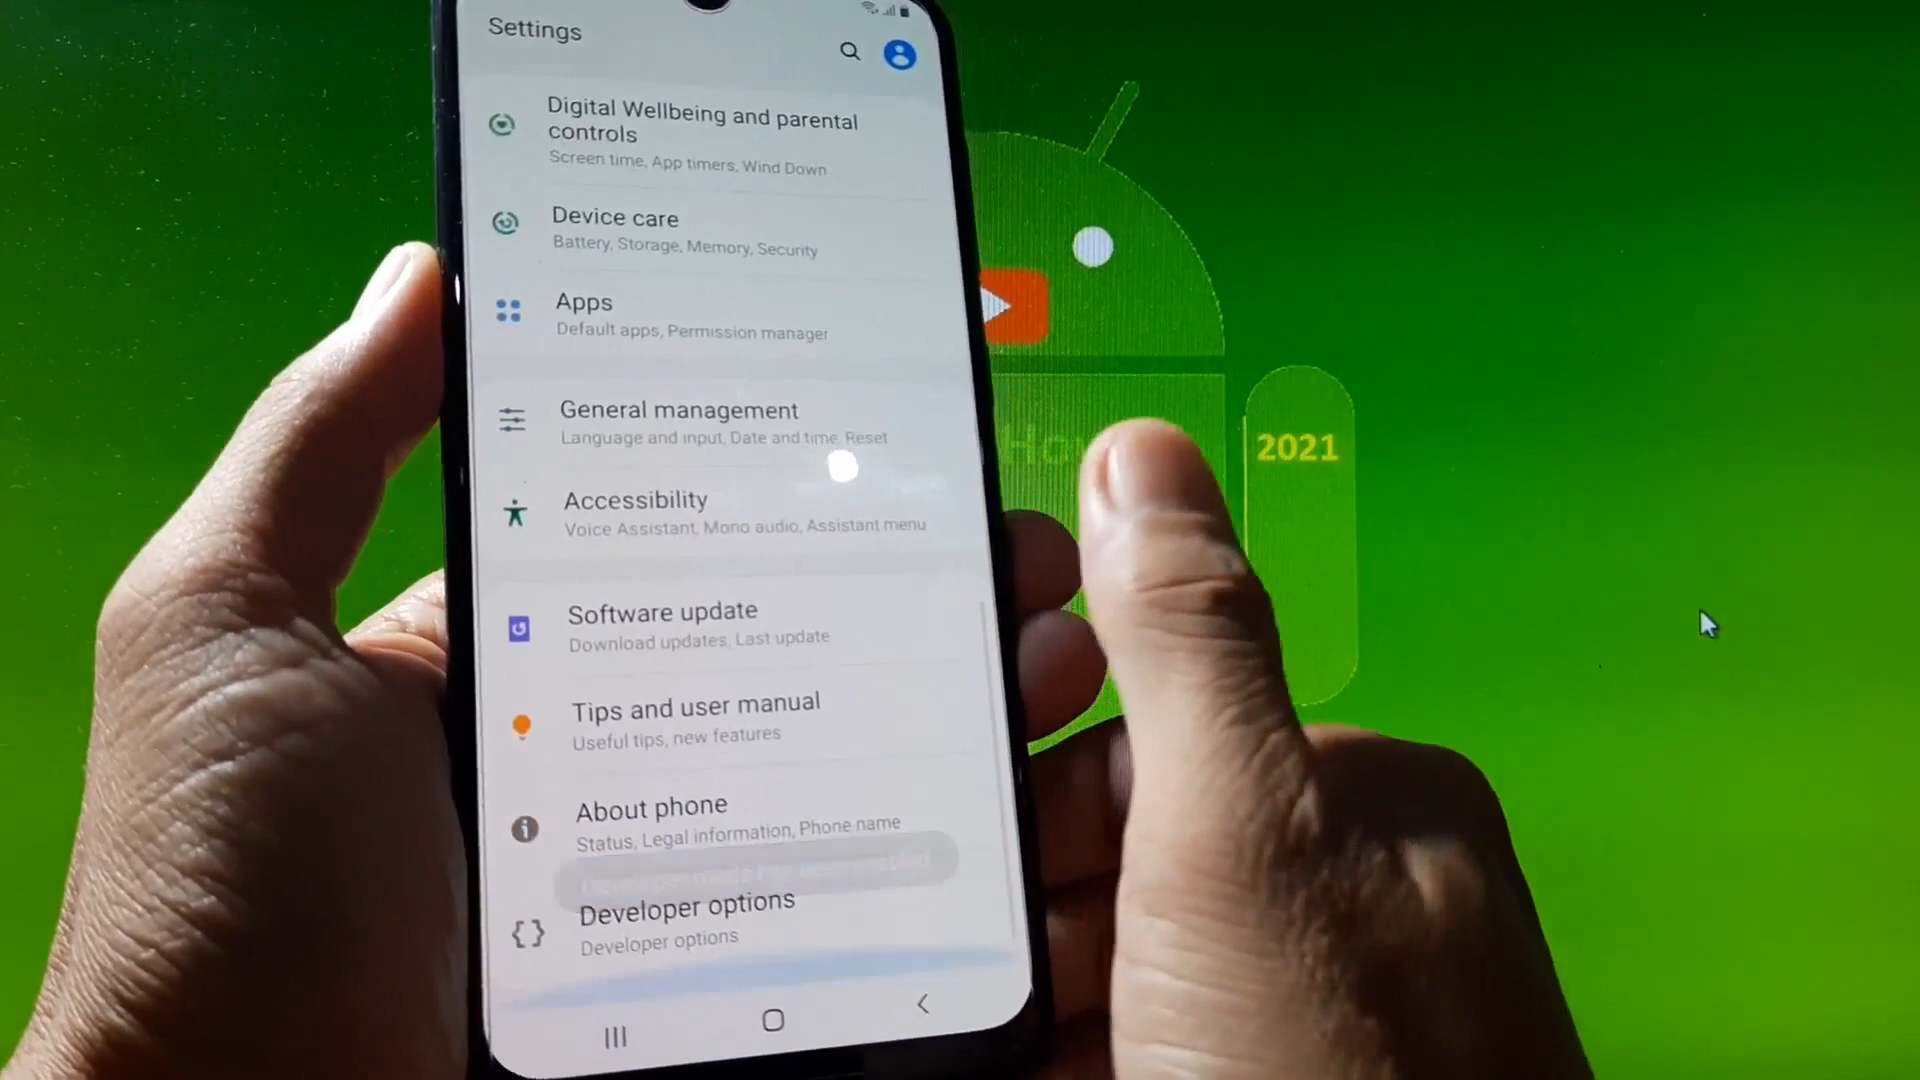 Settings
Digital Wellbeing and parental
controls
Screen time, App timers, Wind Down
Device care
Battery, Storage, Memory, Security
Apps
Default apps, Permission manager
General management
Language and input, Date and time, Reset
Accessibility
Voice Assistant, Mono audio, Assistant menu
Software update
Download updates, Last update
Tips and user manual
Useful tips, new features
About phone
Status, Legal information, Phone name
Developer options
Developer options
How
2021